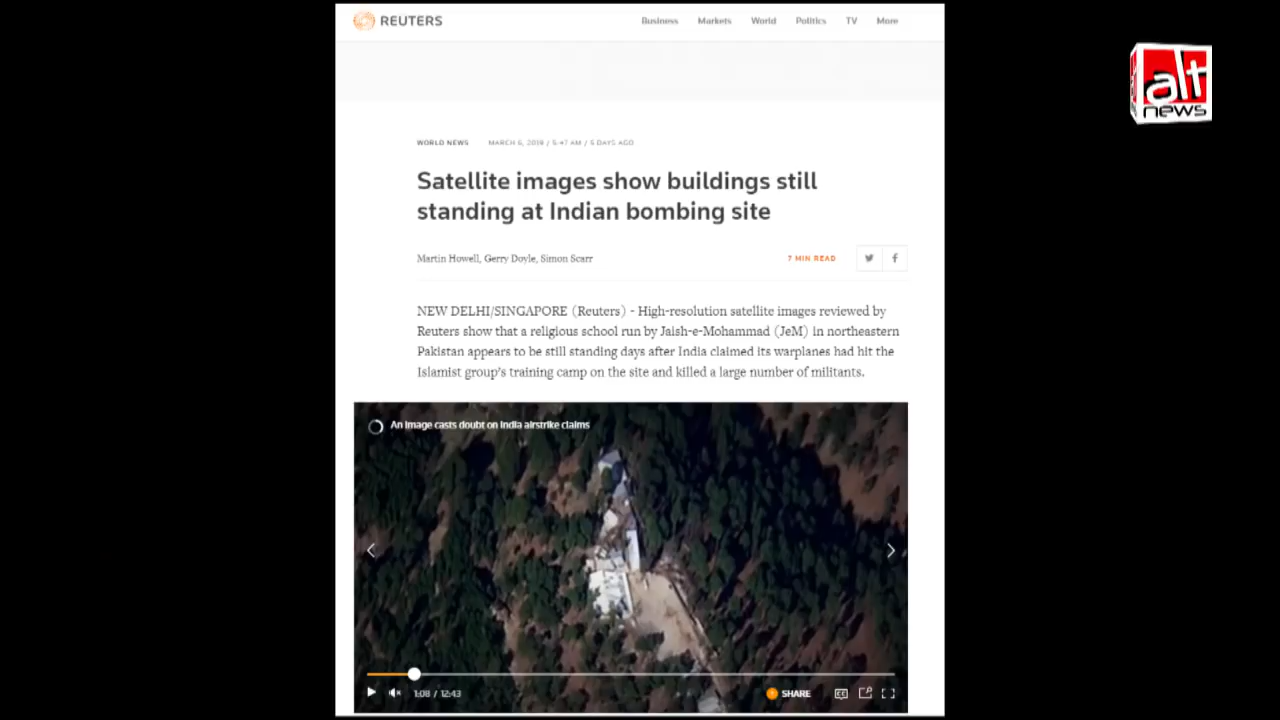 REUTERS
Business Markets World Politics TV More
alt
news
WORLD NEWS MARCH 6, 2019 / 5:47 AM / 5 DAYS AGO
Satellite images show buildings still
standing at Indian bombing site
Martin Howell, Gerry Doyle, Simon Scarr
7 MIN READ
NEW DELHI/SINGAPORE (Reuters) - High-resolution satellite images reviewed by
Reuters show that a religious school run by Jaish-e-Mohammad (JeM) in northeastern
Pakistan appears to be still standing days after India claimed its warplanes had hit the
Islamist group's training camp on the site and killed a large number of militants.
An image casts doubt on India airstrike claims
1:08 / 12:43
SHARE
CC